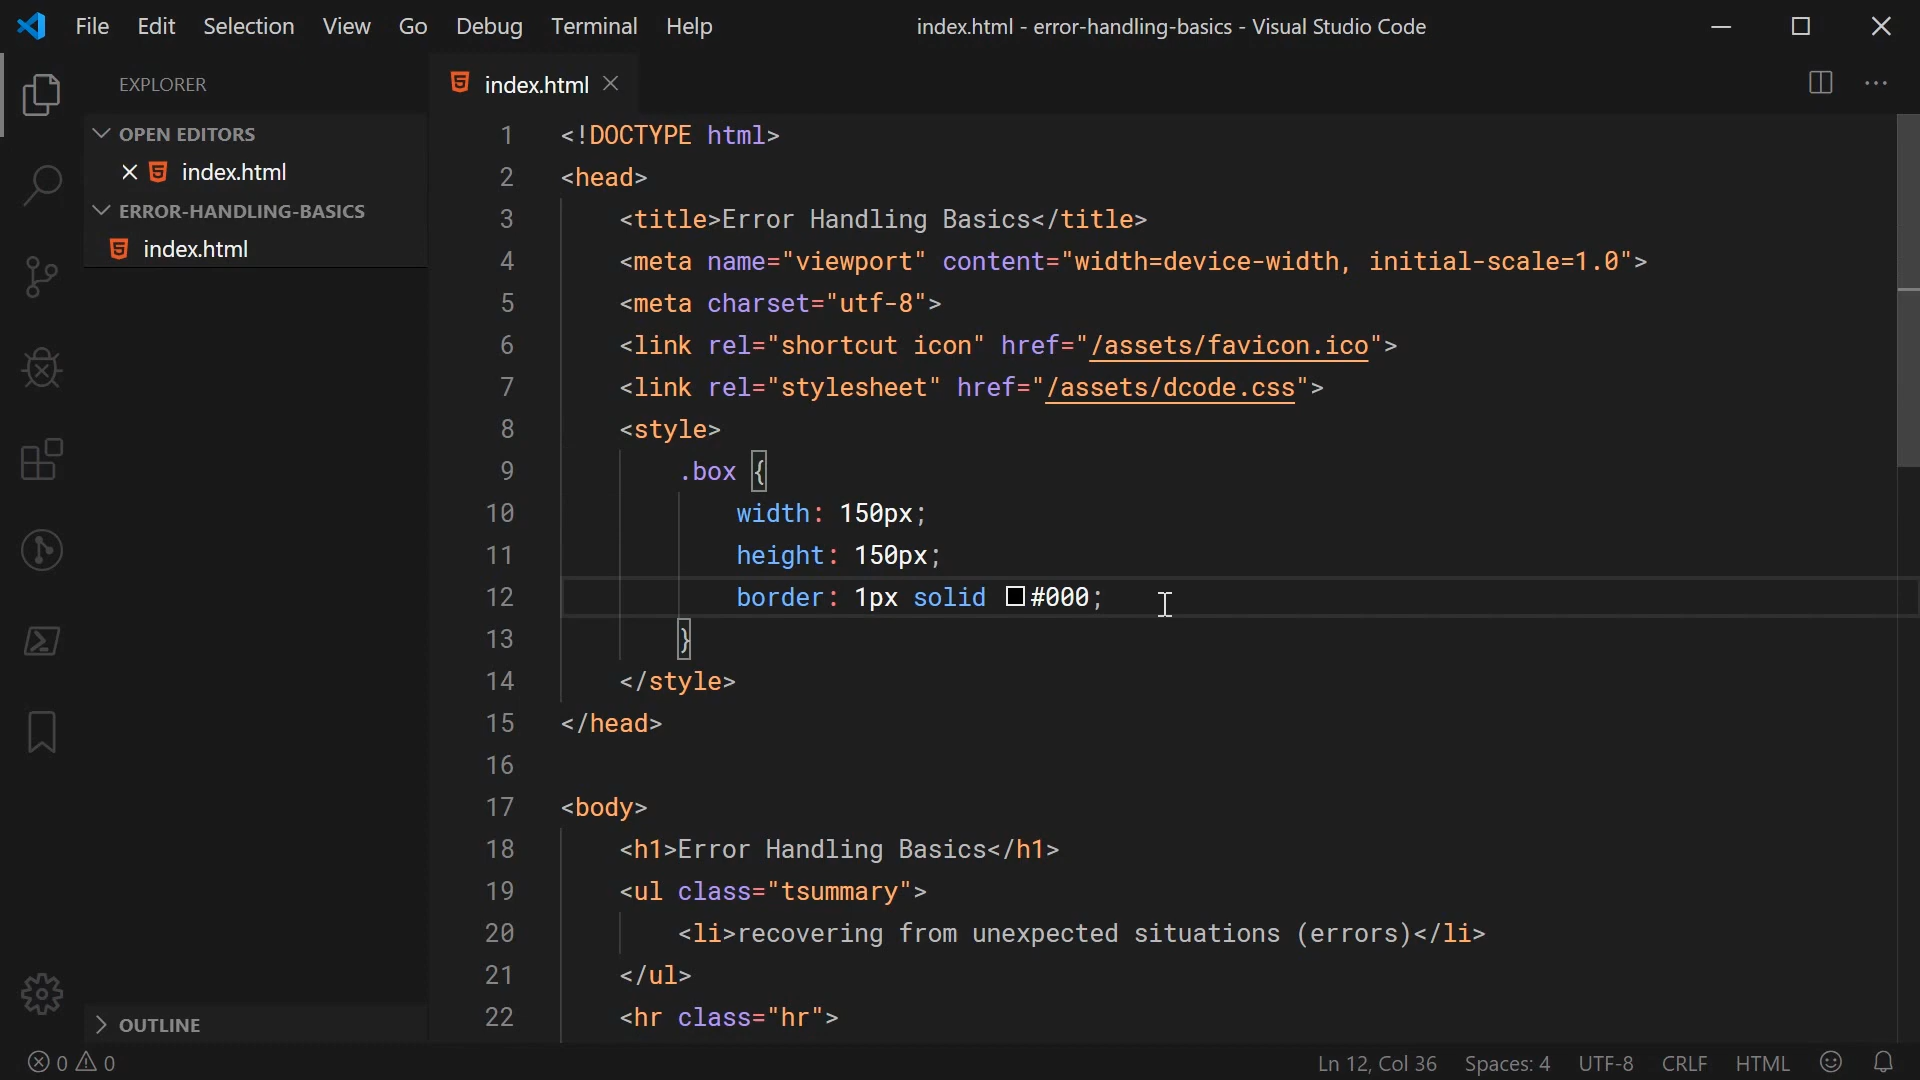 File Edit Selection View Go Debug Terminal Help
index.html - error-handling-basics - Visual Studio Code
EXPLORER
OPEN EDITORS
index.html
ERROR-HANDLING-BASICS
index.html
OUTLINE
index.html
1 <!DOCTYPE html>
2 <head>
3     <title>Error Handling Basics</title>
4     <meta name="viewport" content="width=device-width, initial-scale=1.0">
5     <meta charset="utf-8">
6     <link rel="shortcut icon" href="/assets/favicon.ico">
7     <link rel="stylesheet" href="/assets/dcode.css">
8     <style>
9         .box {
10             width: 150px;
11             height: 150px;
12             border: 1px solid #000;
13         }
14     </style>
15 </head>
16
17 <body>
18     <h1>Error Handling Basics</h1>
19     <ul class="tsummary">
20         <li>recovering from unexpected situations (errors)</li>
21     </ul>
22     <hr class="hr">
0 0
Ln 12, Col 36 Spaces: 4 UTF-8 CRLF HTML